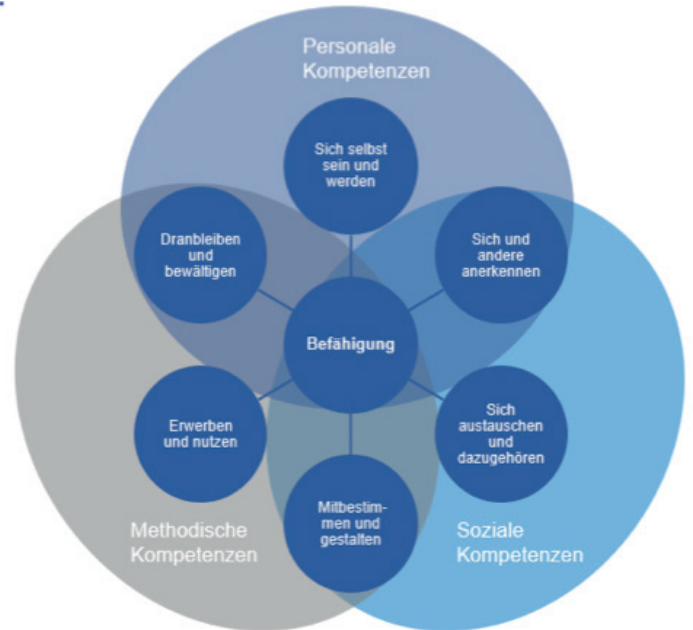 Personale
Kompetenzen
Sich selbst
sein und
werden
Dranbleiben
und
bewältigen
Sich und
andere
anerkennen
Befähigung
Erwerben
und nutzen
Sich
austauschen
und
dazugehören
Mitbestim-
men und
gestalten
Methodische
Kompetenzen
Soziale
Kompetenzen